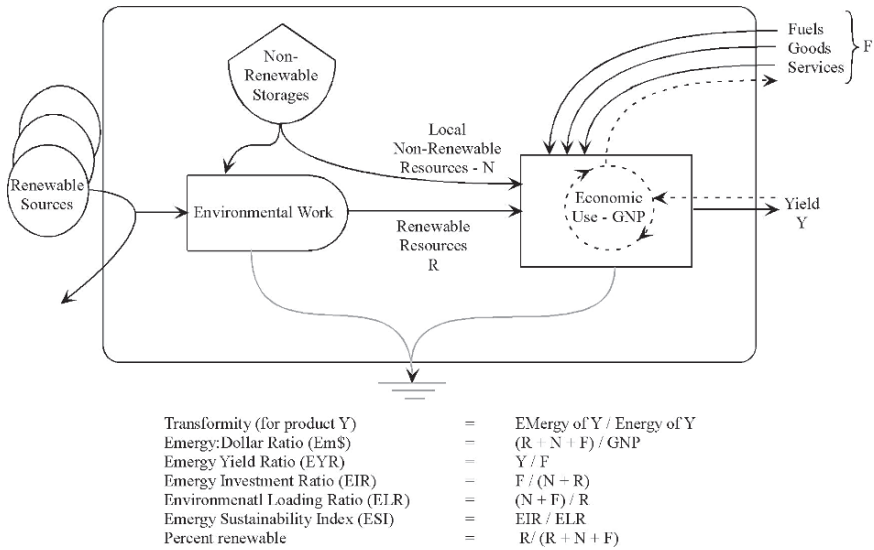 Non-
Renewable
Storages
Fuels
Goods
Services
F
Local
Non-Renewable
Resources - N
Renewable
Sources
Environmental Work
Renewable
Resources
R
Economic
Use - GNP
Yield
Y
Transformity (for product Y) = EMergy of Y / Energy of Y
Emergy:Dollar Ratio (Em$) = (R + N + F) / GNP
Emergy Yield Ratio (EYR) = Y / F
Emergy Investment Ratio (EIR) = F / (N + R)
Environmenatl Loading Ratio (ELR) = (N + F) / R
Emergy Sustainability Index (ESI) = EIR / ELR
Percent renewable = R/ (R + N + F)